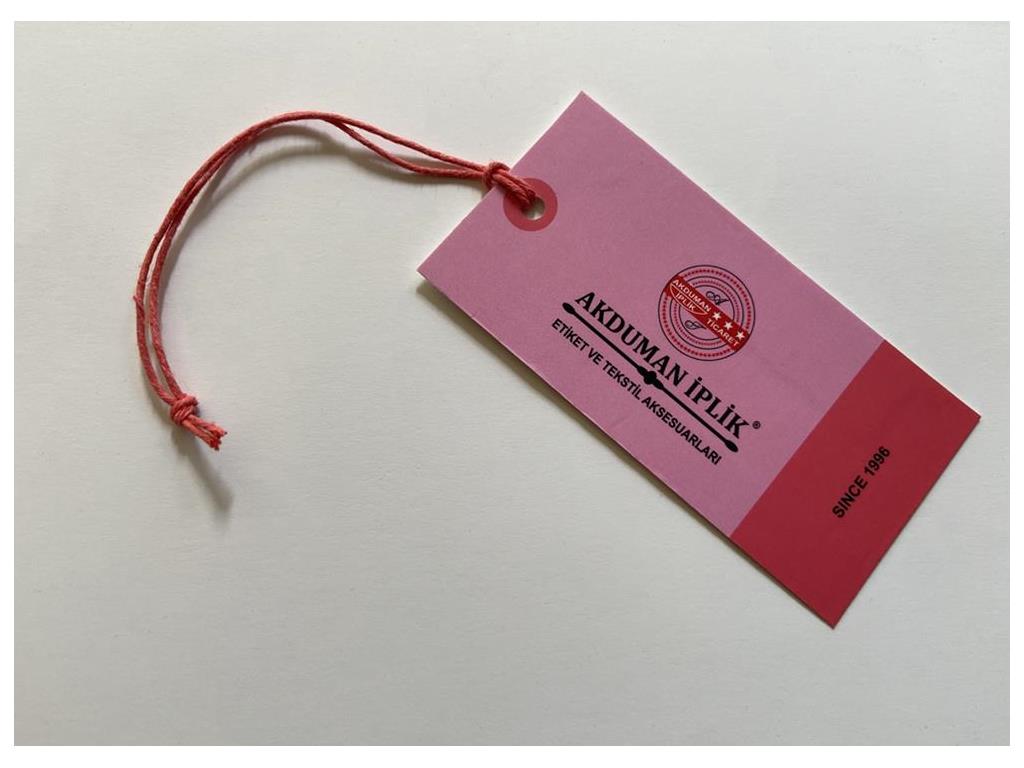 AKDUMAN
İPLİK
TİCARET
AKDUMAN İPLİK®
ETİKET VE TEKSTİL AKSESUARLARI
SINCE 1996